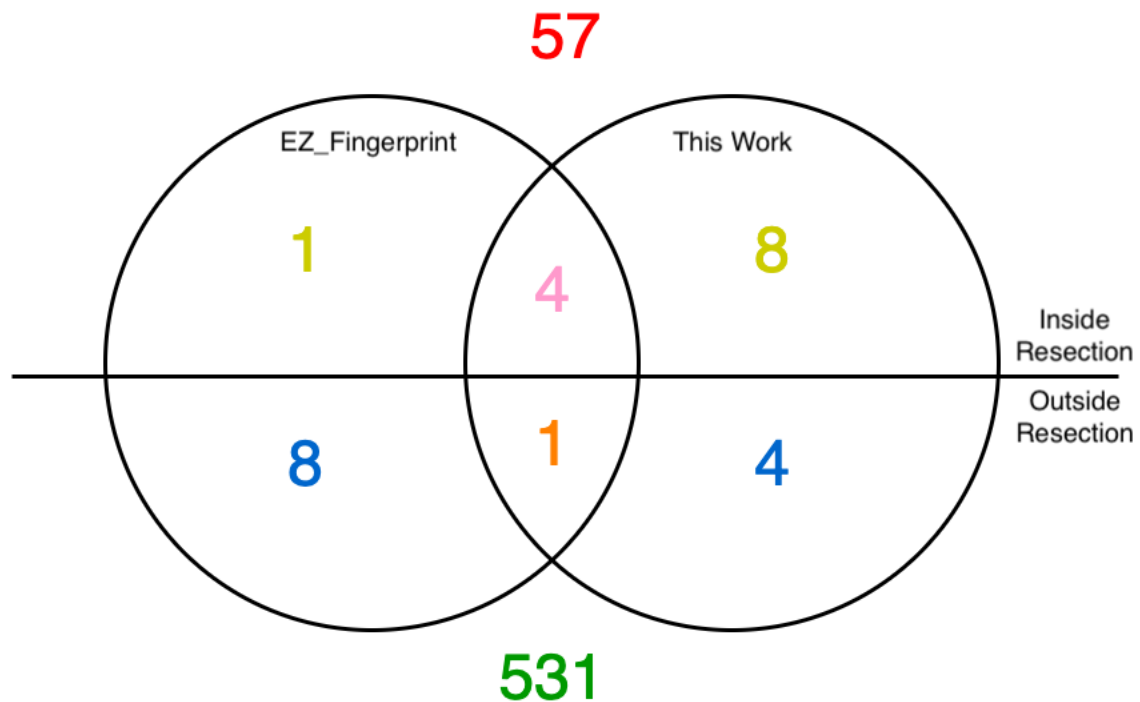 57
EZ_Fingerprint
This Work
1
8
4
Inside
Resection
Outside
Resection
8
1
4
531